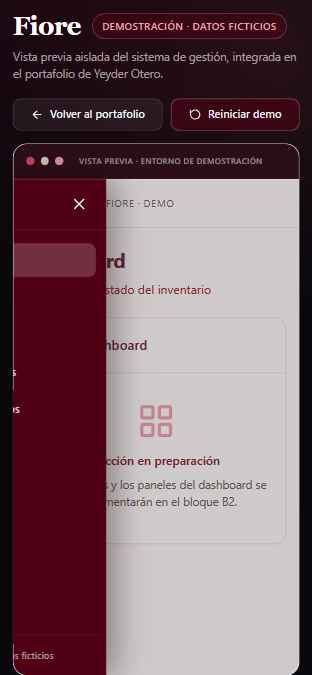 Fiore
DEMOSTRACIÓN · DATOS FICTICIOS
Vista previa aislada del sistema de gestión, integrada en
el portafolio de Yeyder Otero.
Volver al portafolio
Reiniciar demo
VISTA PREVIA · ENTORNO DE DEMOSTRACIÓN
FIORE · DEMO
rd
stado del inventario
hboard
cción en preparación
s y los paneles del dashboard se
mentarán en el bloque B2.
s
os
s ficticios